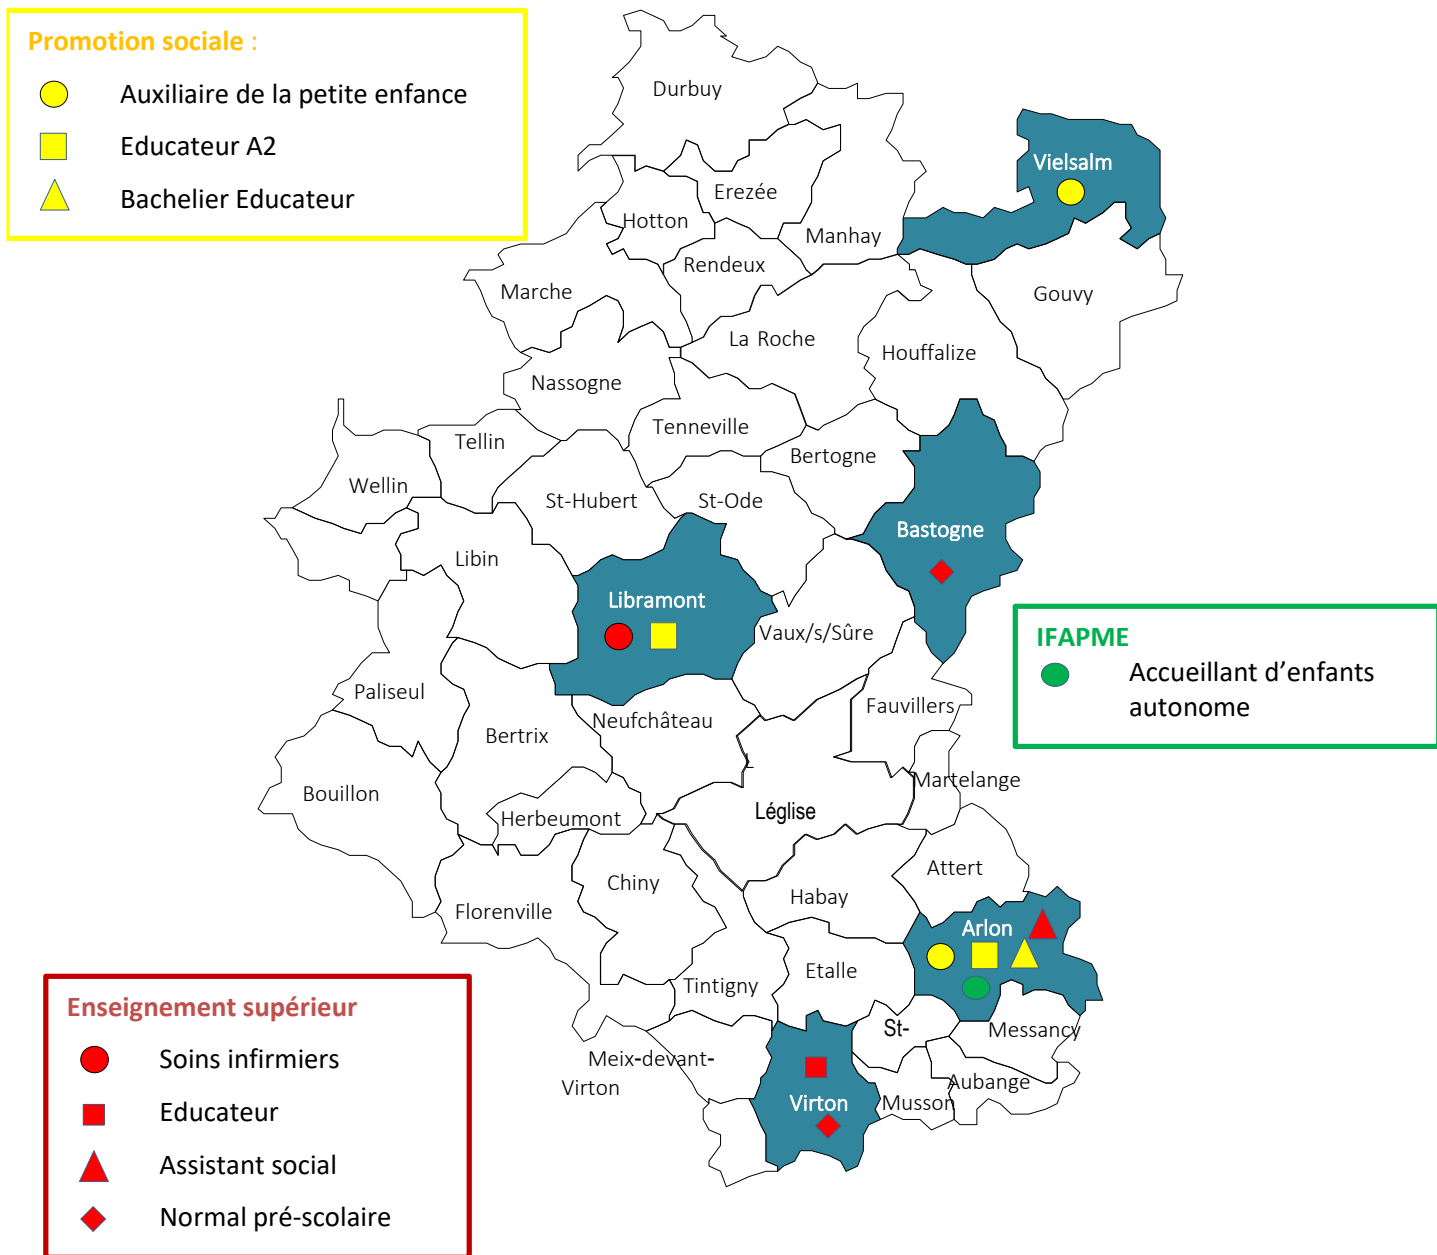 Promotion sociale :
Auxiliaire de la petite enfance
Educateur A2
Bachelier Educateur
Durbuy
Vielsalm
Erezée
Hotton
Manhay
Rendeux
Marche
Gouvy
La Roche
Houffalize
Nassogne
Tenneville
Tellin
Bertogne
Wellin
St-Hubert
St-Ode
Bastogne
Libin
Libramont
Vaux/s/Sûre
IFAPME
Accueillant d’enfants
autonome
Paliseul
Fauvillers
Neufchâteau
Bertrix
L
Martelange
Bouillon
Léglise
Herbeumont
Attert
Chiny
Habay
Florenville
Arlon
Etalle
Tintigny
St-
Messancy
Meix-devant-
Virton
Aubange
Virton
Musson
Enseignement supérieur
Soins infirmiers
Educateur
Assistant social
Normal pré-scolaire